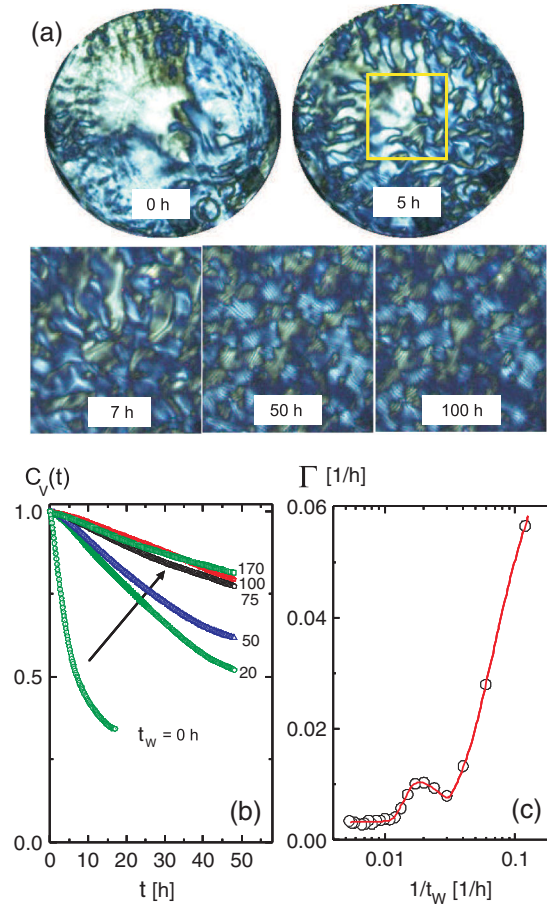 (a)
0 h
5 h
7 h
50 h
100 h
C_V(t)
1.0
0.5
0.0
170
100
75
50
20
t_W = 0 h
(b)
0 10 20 30 40 50
t [h]
Γ [1/h]
0.06
0.04
0.02
0.00
(c)
0.01 0.1
1/t_W [1/h]